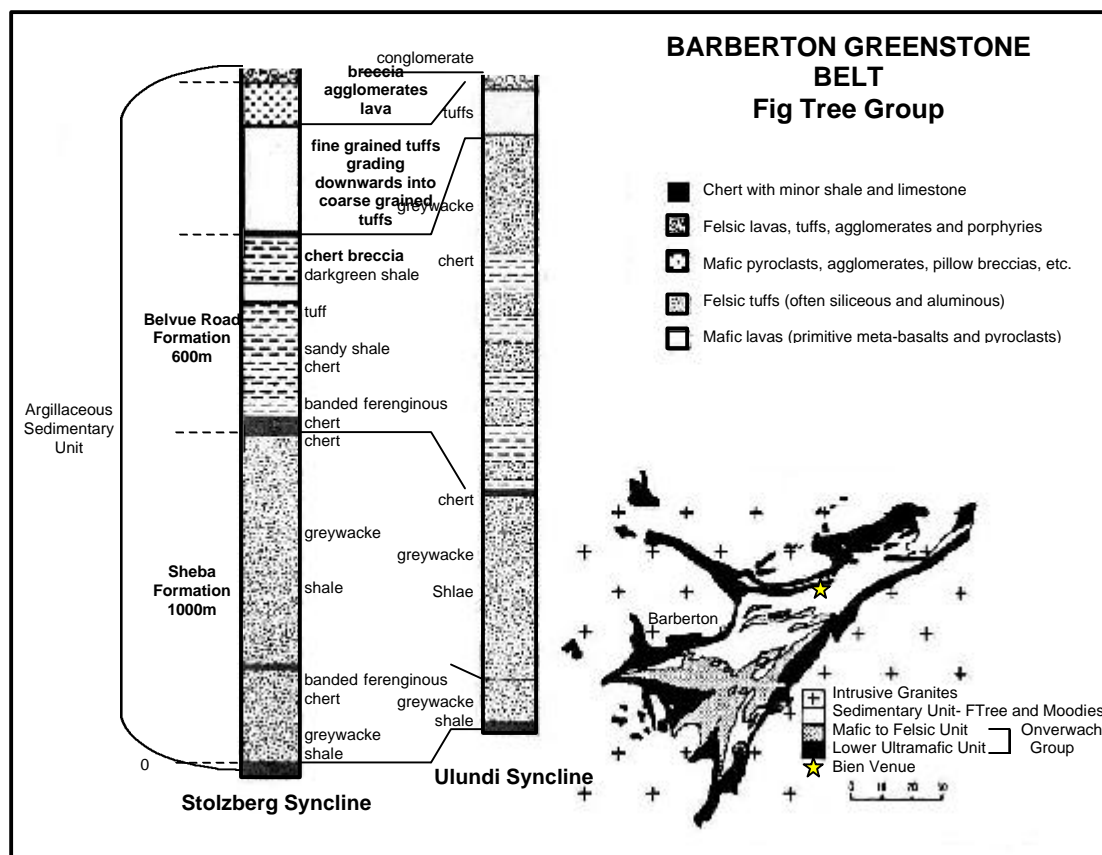 BARBERTON GREENSTONE
BELT
Fig Tree Group
conglomerate
breccia
agglomerates
lava
tuffs
fine grained tuffs
grading
downwards into
coarse grained
tuffs
greywacke
chert breccia
darkgreen shale
chert
tuff
Belvue Road
Formation
600m
sandy shale
chert
banded ferenginous
chert
chert
Argillaceous
Sedimentary
Unit
chert
greywacke
greywacke
Sheba
Formation
1000m
shale
Shlae
banded ferenginous
chert
greywacke
shale
greywacke
shale
0
Stolzberg Syncline
Ulundi Syncline
Chert with minor shale and limestone
Felsic lavas, tuffs, agglomerates and porphyries
Mafic pyroclasts, agglomerates, pillow breccias, etc.
Felsic tuffs (often siliceous and aluminous)
Mafic lavas (primitive meta-basalts and pyroclasts)
Barberton
Intrusive Granites
Sedimentary Unit- FTree and Moodies
Mafic to Felsic Unit
Lower Ultramafic Unit
Onverwach
Group
Bien Venue
0 10 20 30